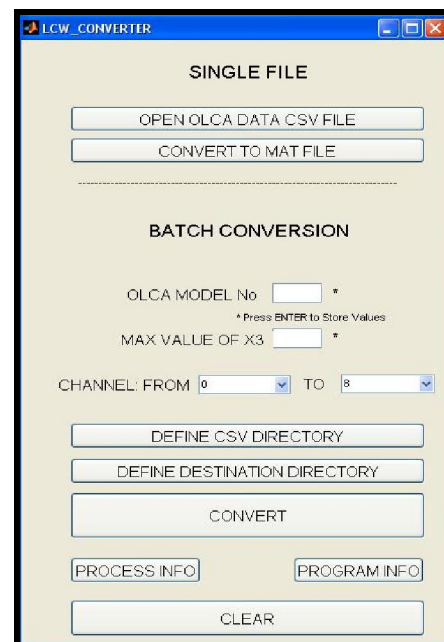 LCW_CONVERTER
SINGLE FILE
OPEN OLCA DATA CSV FILE
CONVERT TO MAT FILE
BATCH CONVERSION
OLCA MODEL No *
* Press ENTER to Store Values
MAX VALUE OF X3 *
CHANNEL: FROM 0 TO 8
DEFINE CSV DIRECTORY
DEFINE DESTINATION DIRECTORY
CONVERT
PROCESS INFO PROGRAM INFO
CLEAR